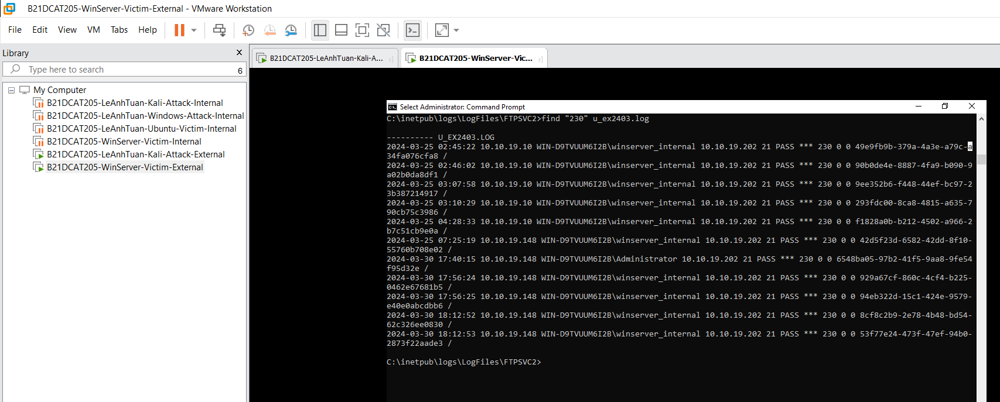 B21DCAT205-WinServer-Victim-External - VMware Workstation
File Edit View VM Tabs Help
Library
Type here to search
6
My Computer
B21DCAT205-LeAnhTuan-Kali-Attack-Internal
B21DCAT205-LeAnhTuan-Windows-Attack-Internal
B21DCAT205-LeAnhTuan-Ubuntu-Victim-Internal
B21DCAT205-WinServer-Victim-Internal
B21DCAT205-LeAnhTuan-Kali-Attack-External
B21DCAT205-WinServer-Victim-External
B21DCAT205-LeAnhTuan-Kali-A...
B21DCAT205-WinServer-Vic...
Select Administrator: Command Prompt
C:\inetpub\logs\LogFiles\FTPSVC2>find "230" u_ex2403.log
---------- U_EX2403.LOG
2024-03-25 02:45:22 10.10.19.10 WIN-D9TVUUM6I2B\winserver_internal 10.10.19.202 21 PASS *** 230 0 0 49e9fb9b-379a-4a3e-a79c-a
34fa076cfa8 /
2024-03-25 02:46:02 10.10.19.10 WIN-D9TVUUM6I2B\winserver_internal 10.10.19.202 21 PASS *** 230 0 0 90b0de4e-8887-4fa9-b090-9
a02b0da8df1 /
2024-03-25 03:07:58 10.10.19.10 WIN-D9TVUUM6I2B\winserver_internal 10.10.19.202 21 PASS *** 230 0 0 9ee352b6-f448-44ef-bc97-2
3b387214917 /
2024-03-25 03:10:29 10.10.19.10 WIN-D9TVUUM6I2B\winserver_internal 10.10.19.202 21 PASS *** 230 0 0 293fdc00-8ca8-4815-a635-7
90cb75c3986 /
2024-03-25 04:28:33 10.10.19.10 WIN-D9TVUUM6I2B\winserver_internal 10.10.19.202 21 PASS *** 230 0 0 f1828a0b-b212-4502-a966-2
b7c51cb9e0a /
2024-03-25 07:25:19 10.10.19.148 WIN-D9TVUUM6I2B\winserver_internal 10.10.19.202 21 PASS *** 230 0 0 42d5f23d-6582-42dd-8f10-
55760b708e02 /
2024-03-30 17:40:15 10.10.19.148 WIN-D9TVUUM6I2B\Administrator 10.10.19.202 21 PASS *** 230 0 0 6548ba05-97b2-41f5-9aa8-9fe54
f95d32e /
2024-03-30 17:56:24 10.10.19.148 WIN-D9TVUUM6I2B\winserver_internal 10.10.19.202 21 PASS *** 230 0 0 929a67cf-860c-4cf4-b225-
0462e67681b5 /
2024-03-30 17:56:25 10.10.19.148 WIN-D9TVUUM6I2B\winserver_internal 10.10.19.202 21 PASS *** 230 0 0 94eb322d-15c1-424e-9579-
e40e0abcdbb6 /
2024-03-30 18:12:52 10.10.19.148 WIN-D9TVUUM6I2B\winserver_internal 10.10.19.202 21 PASS *** 230 0 0 8cf8c2b9-2e78-4b48-bd54-
62c326ee0830 /
2024-03-30 18:12:53 10.10.19.148 WIN-D9TVUUM6I2B\winserver_internal 10.10.19.202 21 PASS *** 230 0 0 53f77e24-473f-47ef-94b0-
2873f22aade3 /
C:\inetpub\logs\LogFiles\FTPSVC2>